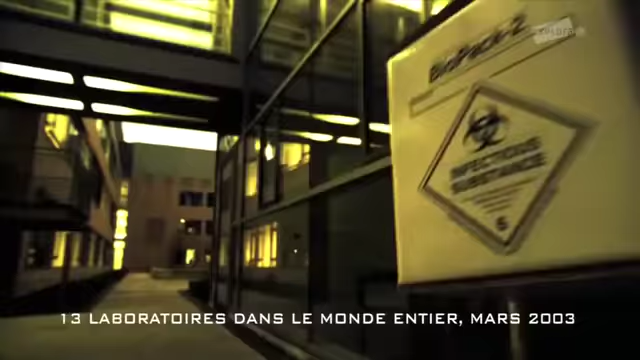 BioPack-2
INFECTIOUS
SUBSTANCE
6
13 LABORATOIRES DANS LE MONDE ENTIER, MARS 2003